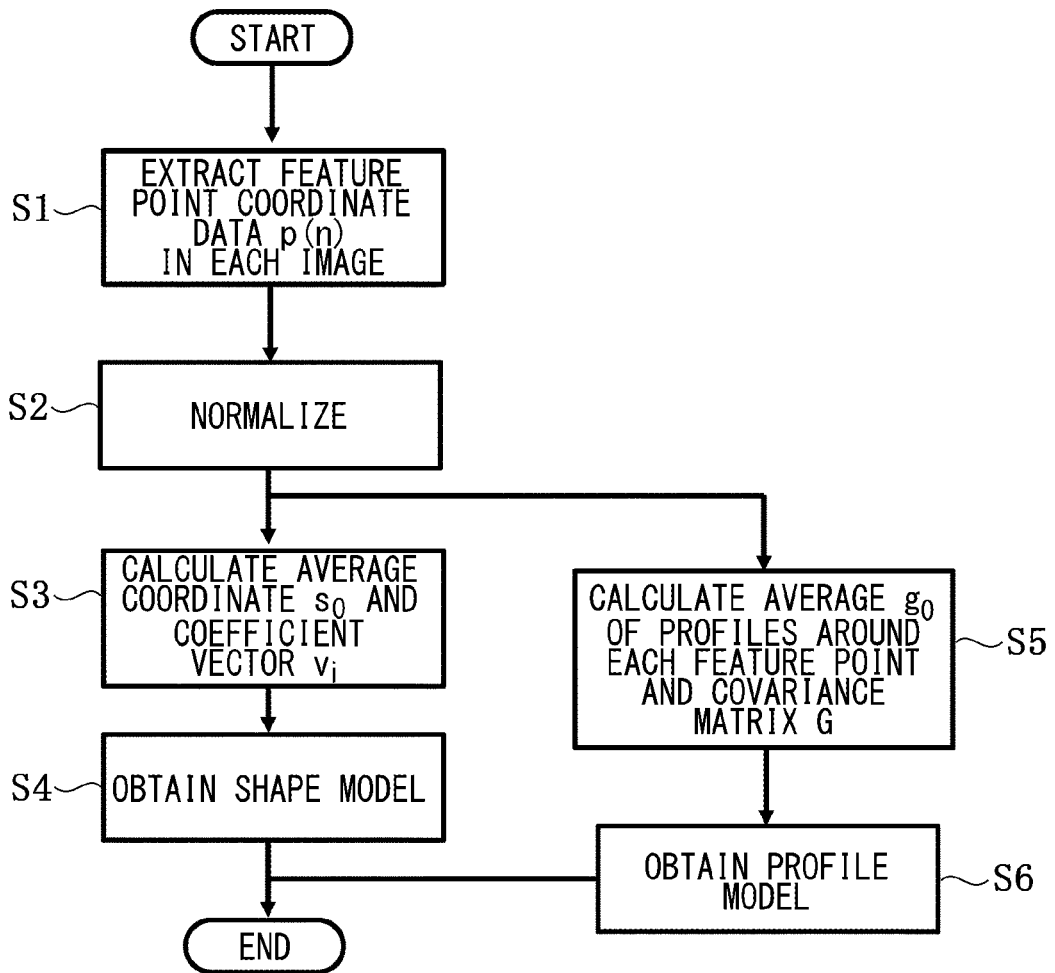 START
S1
EXTRACT FEATURE
POINT COORDINATE
DATA p(n)
IN EACH IMAGE
S2
NORMALIZE
S3
CALCULATE AVERAGE
COORDINATE s0 AND
COEFFICIENT
VECTOR vi
S4
OBTAIN SHAPE MODEL
CALCULATE AVERAGE g0
OF PROFILES AROUND
EACH FEATURE POINT
AND COVARIANCE
MATRIX G
S5
OBTAIN PROFILE
MODEL
S6
END